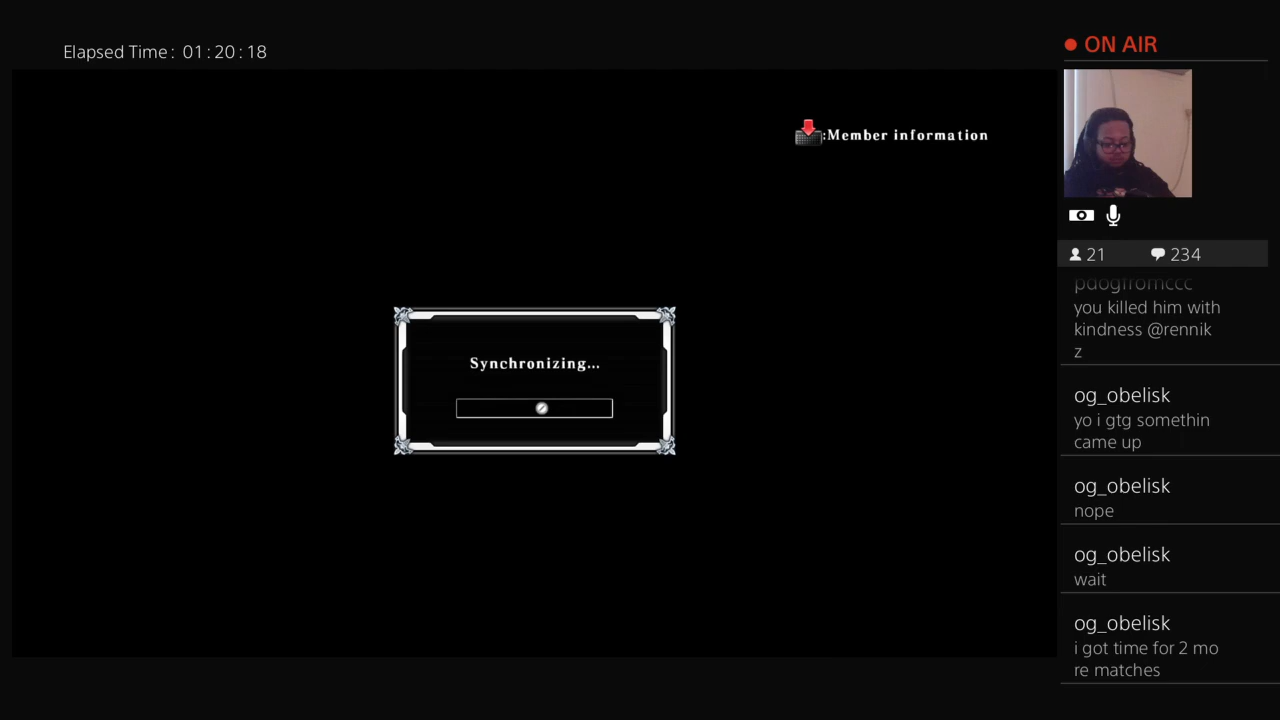 Elapsed Time: 01:20:18
ON AIR
:Member information
21 234
pdogfromccc
you killed him with
kindness @rennik
z
Synchronizing...
og_obelisk
yo i gtg somethin
came up
og_obelisk
nope
og_obelisk
wait
og_obelisk
i got time for 2 mo
re matches